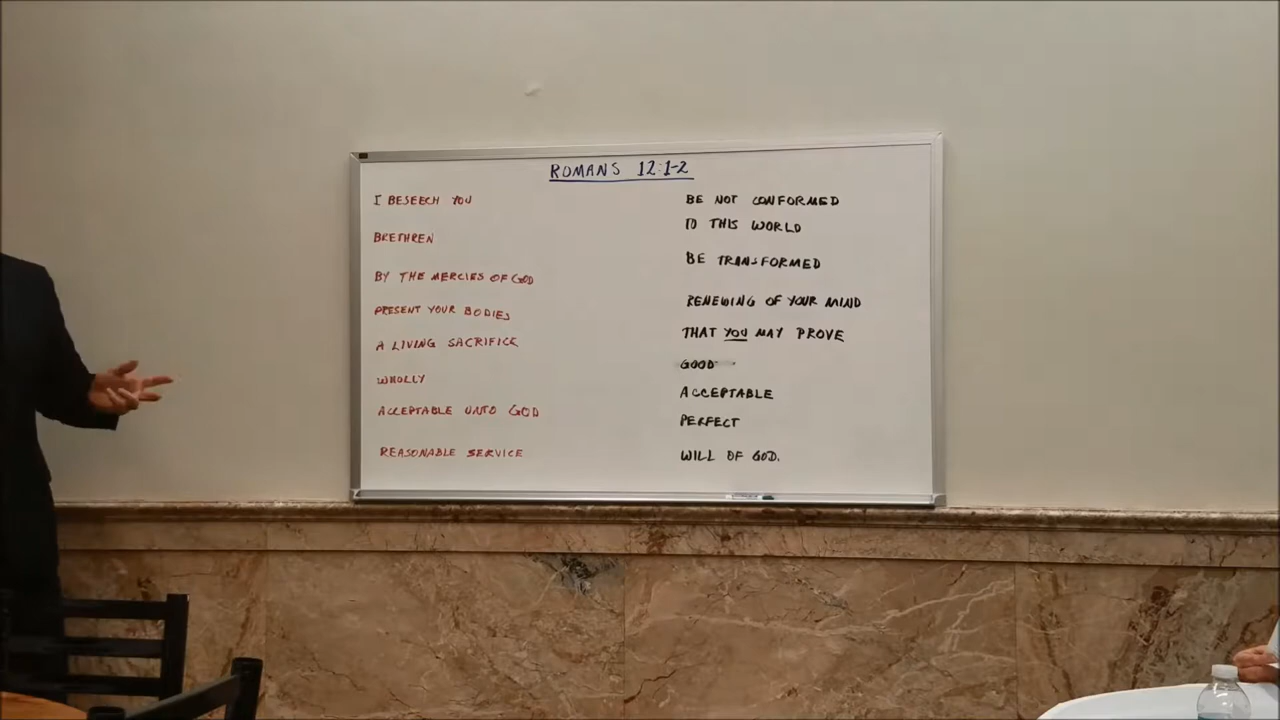 ROMANS 12:1-2
I BESEECH YOU
BRETHREN
BY THE MERCIES OF GOD
PRESENT YOUR BODIES
A LIVING SACRIFICE
WHOLLY
ACCEPTABLE UNTO GOD
REASONABLE SERVICE
BE NOT CONFORMED
TO THIS WORLD
BE TRANSFORMED
RENEWING OF YOUR MIND
THAT YOU MAY PROVE
GOOD
ACCEPTABLE
PERFECT
WILL OF GOD.